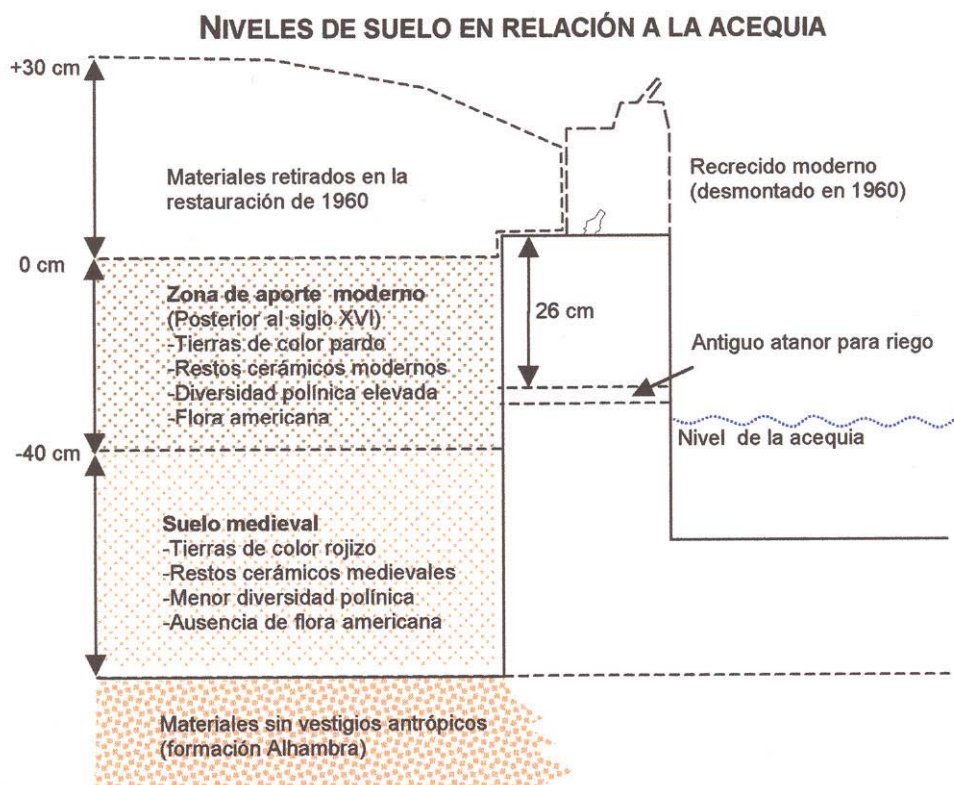 NIVELES DE SUELO EN RELACIÓN A LA ACEQUIA
+30 cm
Materiales retirados en la
restauración de 1960
Recrecido moderno
(desmontado en 1960)
0 cm
Zona de aporte moderno
(Posterior al siglo XVI)
-Tierras de color pardo
-Restos cerámicos modernos
-Diversidad polínica elevada
-Flora americana
26 cm
Antiguo atanor para riego
Nivel de la acequia
-40 cm
Suelo medieval
-Tierras de color rojizo
-Restos cerámicos medievales
-Menor diversidad polínica
-Ausencia de flora americana
Materiales sin vestigios antrópicos
(formación Alhambra)